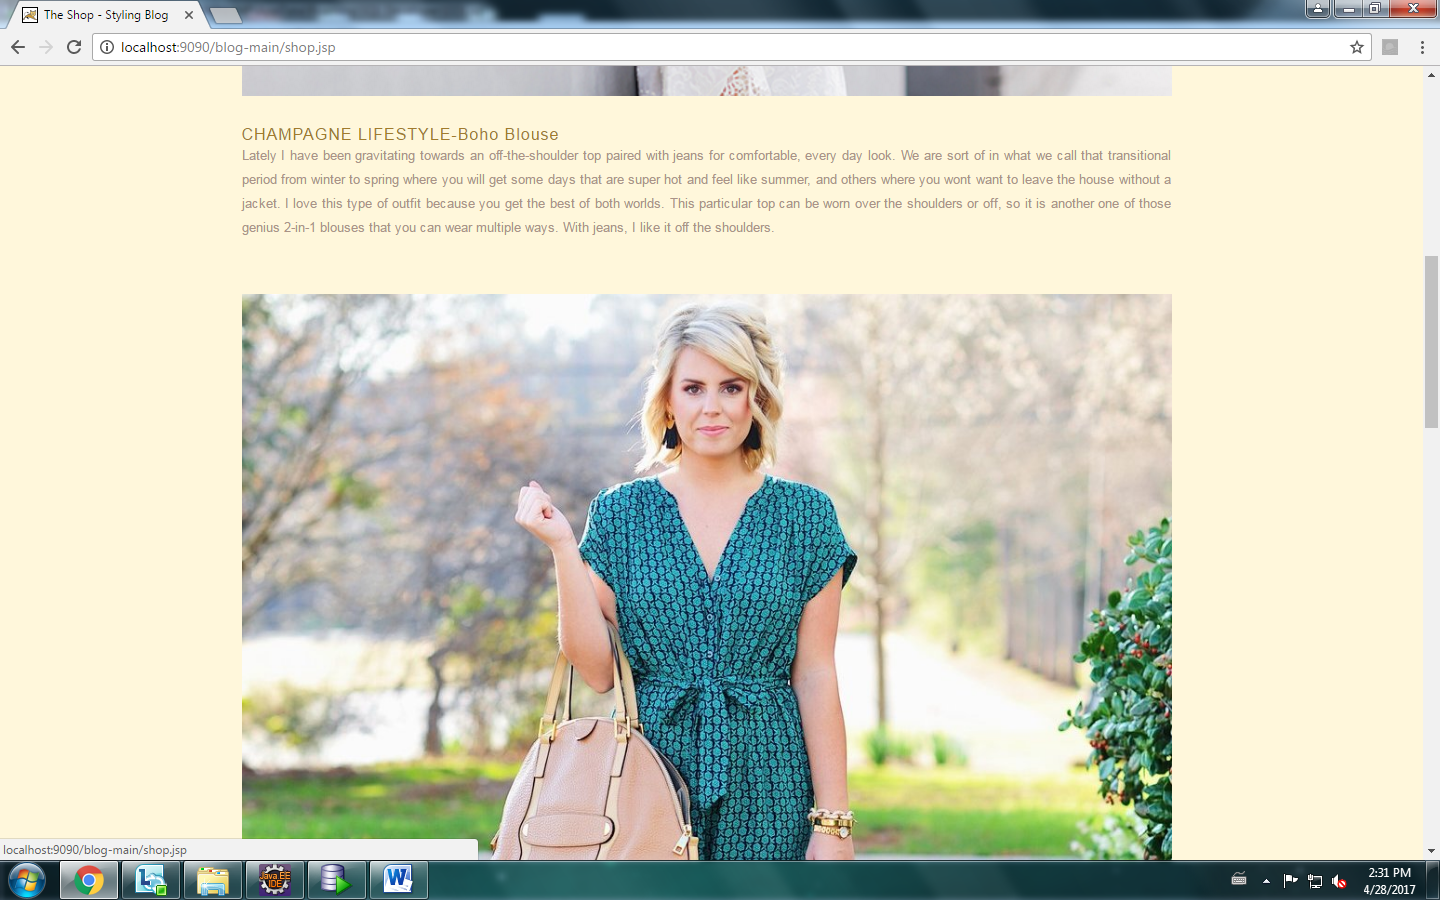 The Shop - Styling Blog
localhost:9090/blog-main/shop.jsp
CHAMPAGNE LIFESTYLE-Boho Blouse
Lately I have been gravitating towards an off-the-shoulder top paired with jeans for comfortable, every day look. We are sort of in what we call that transitional
period from winter to spring where you will get some days that are super hot and feel like summer, and others where you wont want to leave the house without a
jacket. I love this type of outfit because you get the best of both worlds. This particular top can be worn over the shoulders or off, so it is another one of those
genius 2-in-1 blouses that you can wear multiple ways. With jeans, I like it off the shoulders.
localhost:9090/blog-main/shop.jsp
Java EE
IDE
W
2:31 PM
4/28/2017